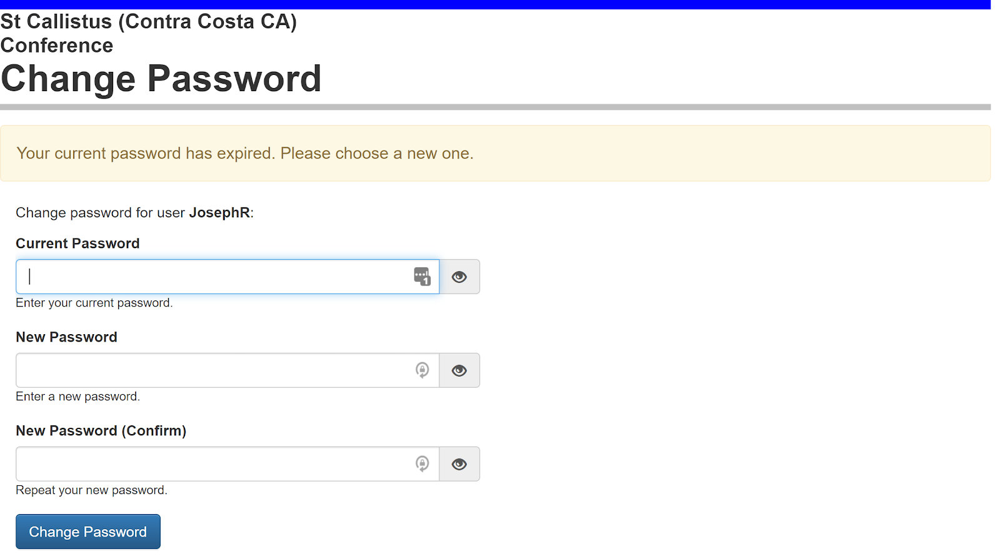 St Callistus (Contra Costa CA)
Conference
Change Password
Your current password has expired. Please choose a new one.
Change password for user JosephR:
Current Password
1
Enter your current password.
New Password
Enter a new password.
New Password (Confirm)
Repeat your new password.
Change Password